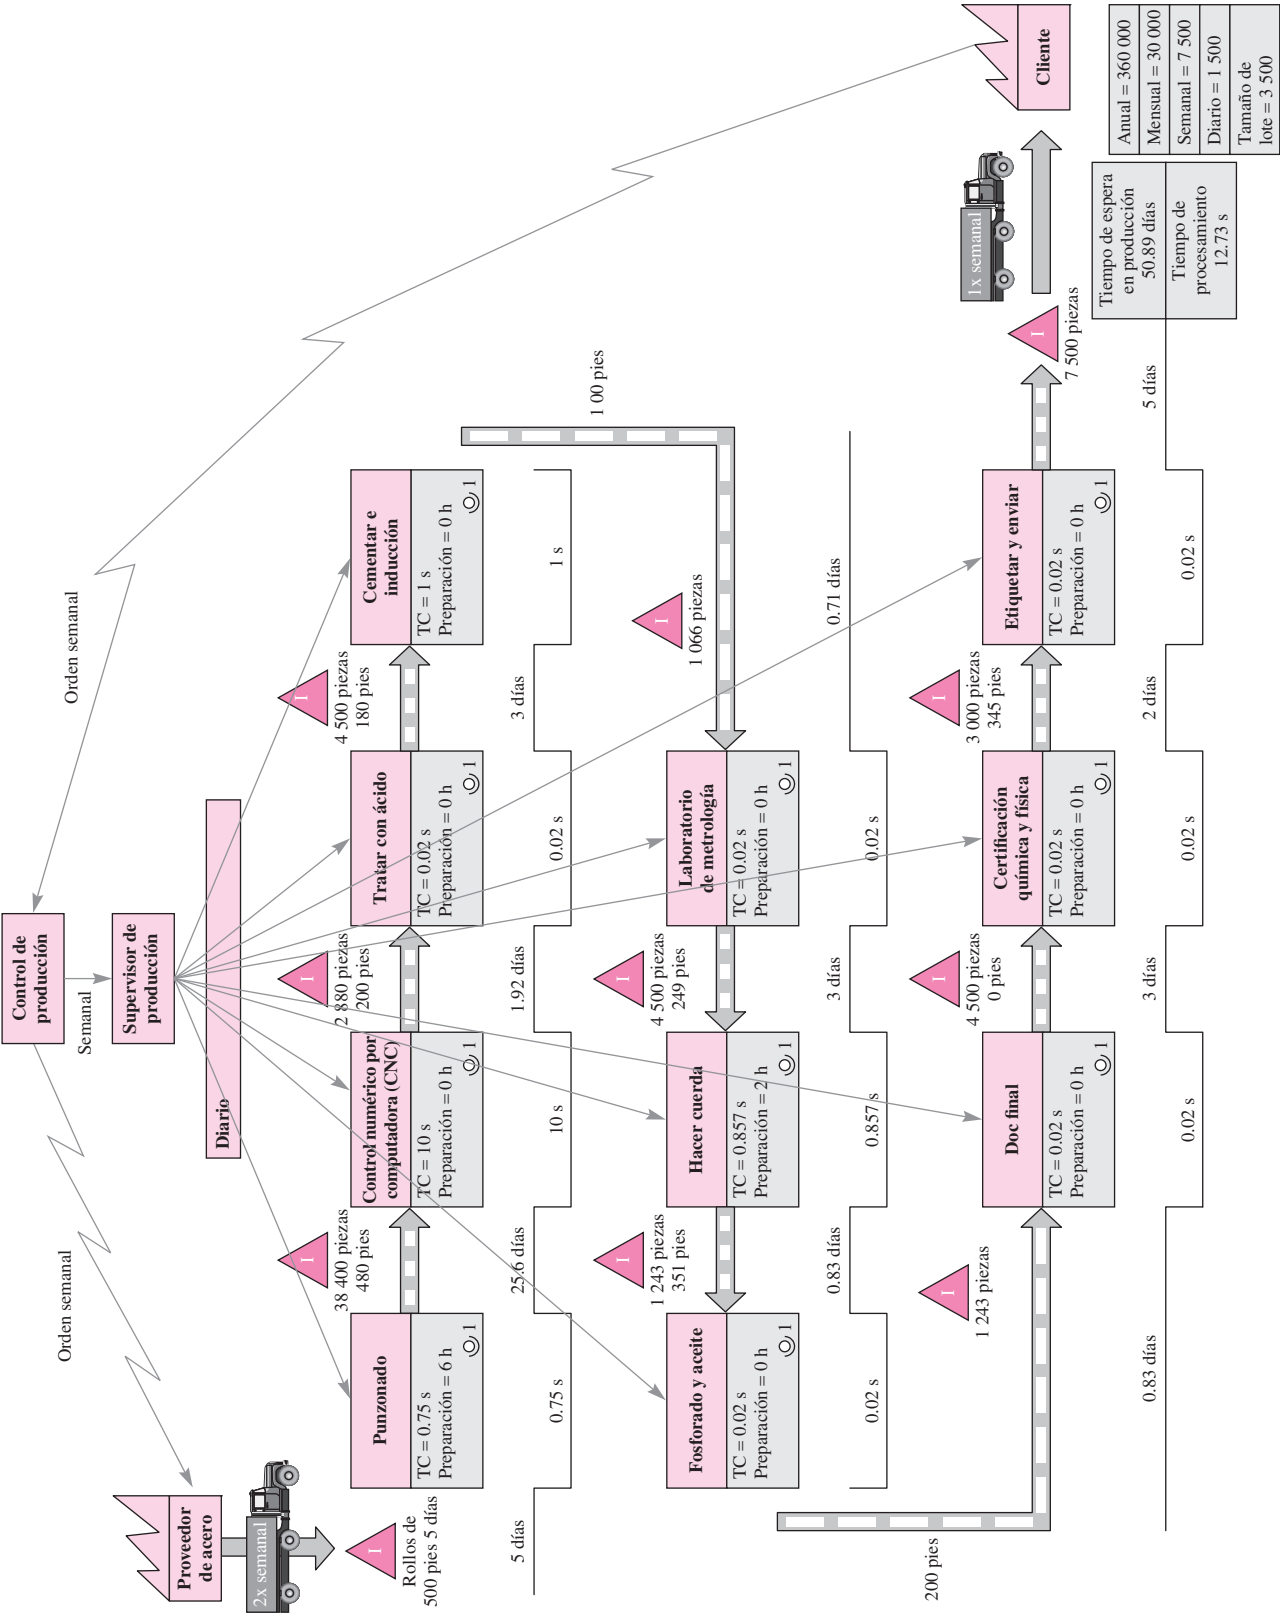 Orden semanal
Control de
producción
Orden semanal
Semanal
Supervisor de
producción
Diario
Proveedor
de acero
2x semanal
I
Rollos de
500 pies 5 días
Punzonado
TC = 0.75 s
Preparación = 6 h
1
I
38 400 piezas
480 pies
Control numérico por
computadora (CNC)
TC = 10 s
Preparación = 0 h
1
I
2 880 piezas
200 pies
Tratar con ácido
TC = 0.02 s
Preparación = 0 h
1
I
4 500 piezas
180 pies
Cementar e
inducción
TC = 1 s
Preparación = 0 h
1
5 días
0.75 s
25.6 días
10 s
1.92 días
0.02 s
3 días
1 s
1 00 pies
I
1 066 piezas
Laboratorio
de metrología
TC = 0.02 s
Preparación = 0 h
1
I
4 500 piezas
249 pies
Hacer cuerda
TC = 0.857 s
Preparación = 2 h
1
I
1 243 piezas
351 pies
Fosforado y aceite
TC = 0.02 s
Preparación = 0 h
1
0.02 s
0.83 días
0.857 s
3 días
0.02 s
0.71 días
200 pies
I
1 243 piezas
Doc final
TC = 0.02 s
Preparación = 0 h
1
I
4 500 piezas
0 pies
Certificación
química y física
TC = 0.02 s
Preparación = 0 h
1
I
3 000 piezas
345 pies
Etiquetar y enviar
TC = 0.02 s
Preparación = 0 h
1
I
7 500 piezas
1x semanal
Cliente
0.83 días
0.02 s
3 días
0.02 s
2 días
0.02 s
5 días
Tiempo de espera
en producción
50.89 días
Tiempo de
procesamiento
12.73 s
Anual = 360 000
Mensual = 30 000
Semanal = 7 500
Diario = 1 500
Tamaño de
lote = 3 500